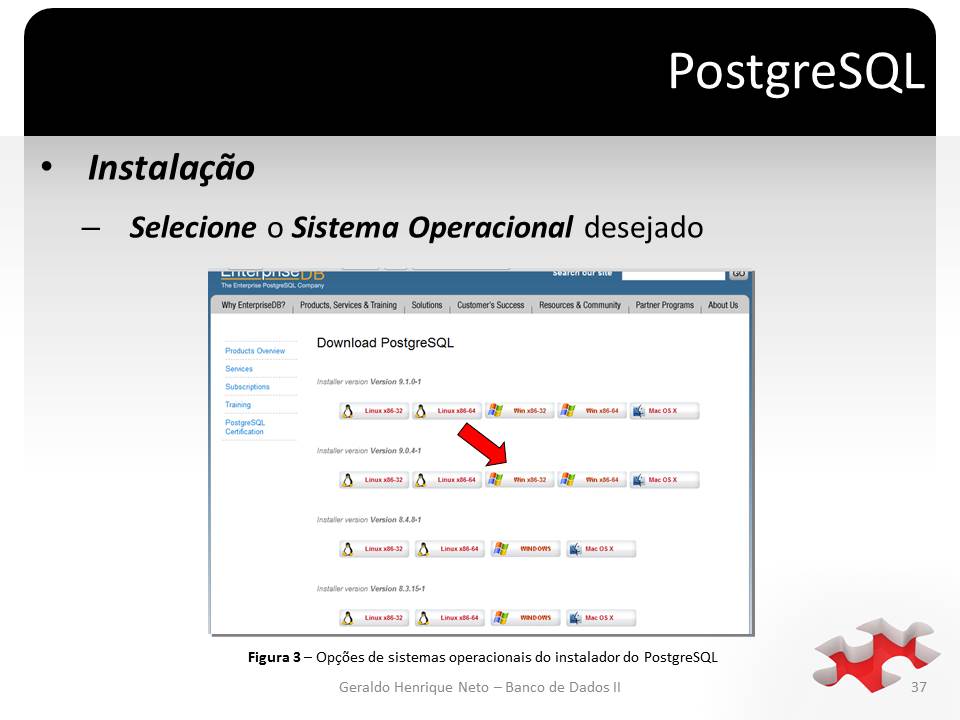 PostgreSQL
• Instalação
– Selecione o Sistema Operacional desejado
EnterpriseDB
The Enterprise PostgreSQL Company
Search our site
GO
Why EnterpriseDB? Products, Services & Training Solutions Customer's Success Resources & Community Partner Programs About Us
Products Overview
Services
Subscriptions
Training
PostgreSQL
Certification
Download PostgreSQL
Installer version Version 9.1.0-1
Linux x86-32 Linux x86-64 Win x86-32 Win x86-64 Mac OS X
Installer version Version 9.0.4-1
Linux x86-32 Linux x86-64 Win x86-32 Win x86-64 Mac OS X
Installer version Version 8.4.8-1
Linux x86-32 Linux x86-64 WINDOWS Mac OS X
Installer version Version 8.3.15-1
Linux x86-32 Linux x86-64 WINDOWS Mac OS X
Figura 3 – Opções de sistemas operacionais do instalador do PostgreSQL
Geraldo Henrique Neto – Banco de Dados II
37